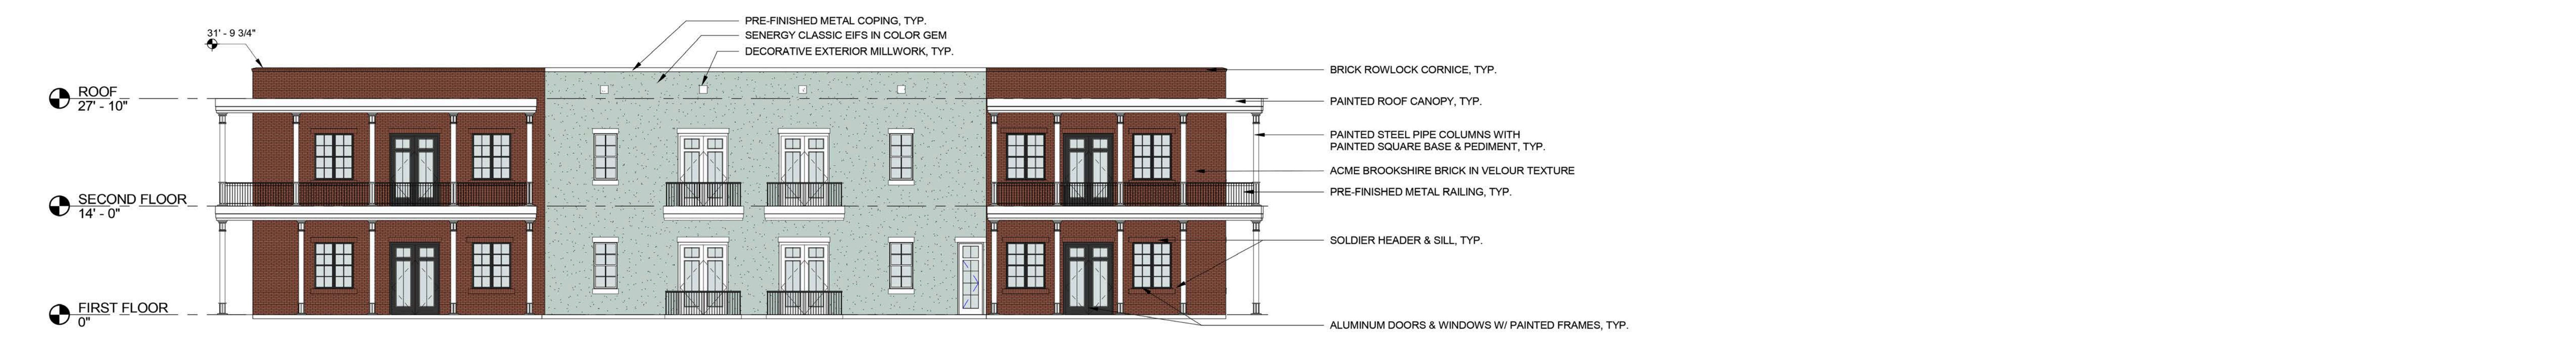 PRE-FINISHED METAL COPING, TYP.
SENERGY CLASSIC EIFS IN COLOR GEM
DECORATIVE EXTERIOR MILLWORK, TYP.
31' - 9 3/4"
BRICK ROWLOCK CORNICE, TYP.
ROOF
27' - 10"
PAINTED ROOF CANOPY, TYP.
PAINTED STEEL PIPE COLUMNS WITH
PAINTED SQUARE BASE & PEDIMENT, TYP.
ACME BROOKSHIRE BRICK IN VELOUR TEXTURE
PRE-FINISHED METAL RAILING, TYP.
SECOND FLOOR
14' - 0"
SOLDIER HEADER & SILL, TYP.
FIRST FLOOR
0"
ALUMINUM DOORS & WINDOWS W/ PAINTED FRAMES, TYP.